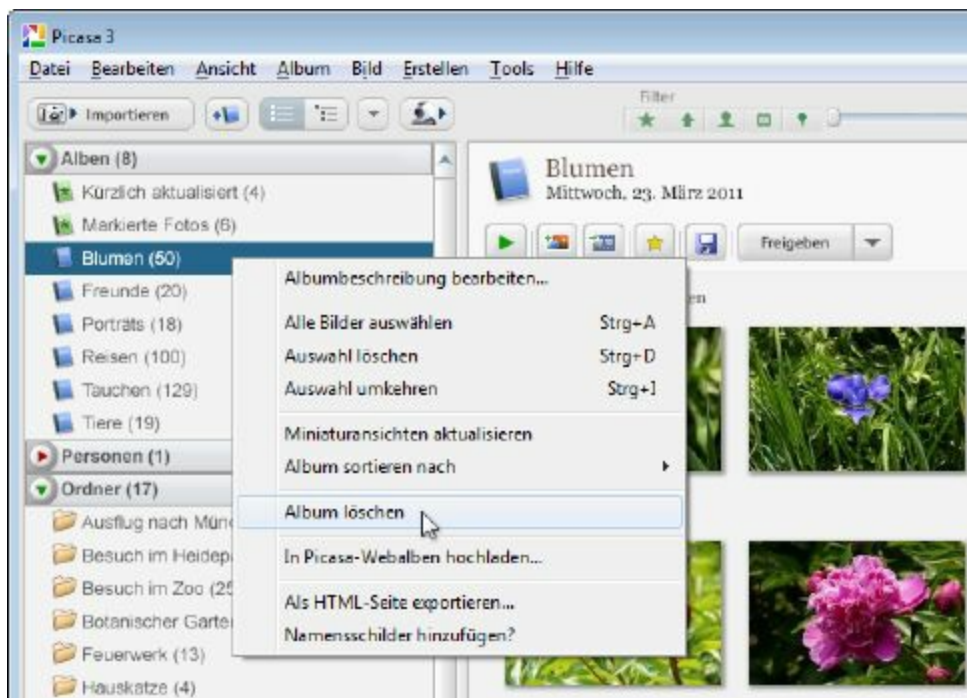 Picasa 3
Datei Bearbeiten Ansicht Album Bild Erstellen Tools Hilfe
Importieren
Filter
Alben (8)
Kürzlich aktualisiert (4)
Markierte Fotos (6)
Blumen (50)
Freunde (20)
Porträts (18)
Reisen (100)
Tauchen (129)
Tiere (19)
Personen (1)
Ordner (17)
Ausflug nach
Besuch im
Besuch im Zoo
Botanischer
Feuerwerk (13)
Hauskatze (4)
Blumen
Mittwoch, 23. März 2011
Freigeben
Albumbeschreibung bearbeiten...
Alle Bilder auswählen Strg+A
Auswahl löschen Strg+D
Auswahl umkehren Strg+I
Miniaturansichten aktualisieren
Album sortieren nach
Album löschen
In Picasa-Webalben hochladen...
Als HTML-Seite exportieren...
Namensschilder hinzufügen?